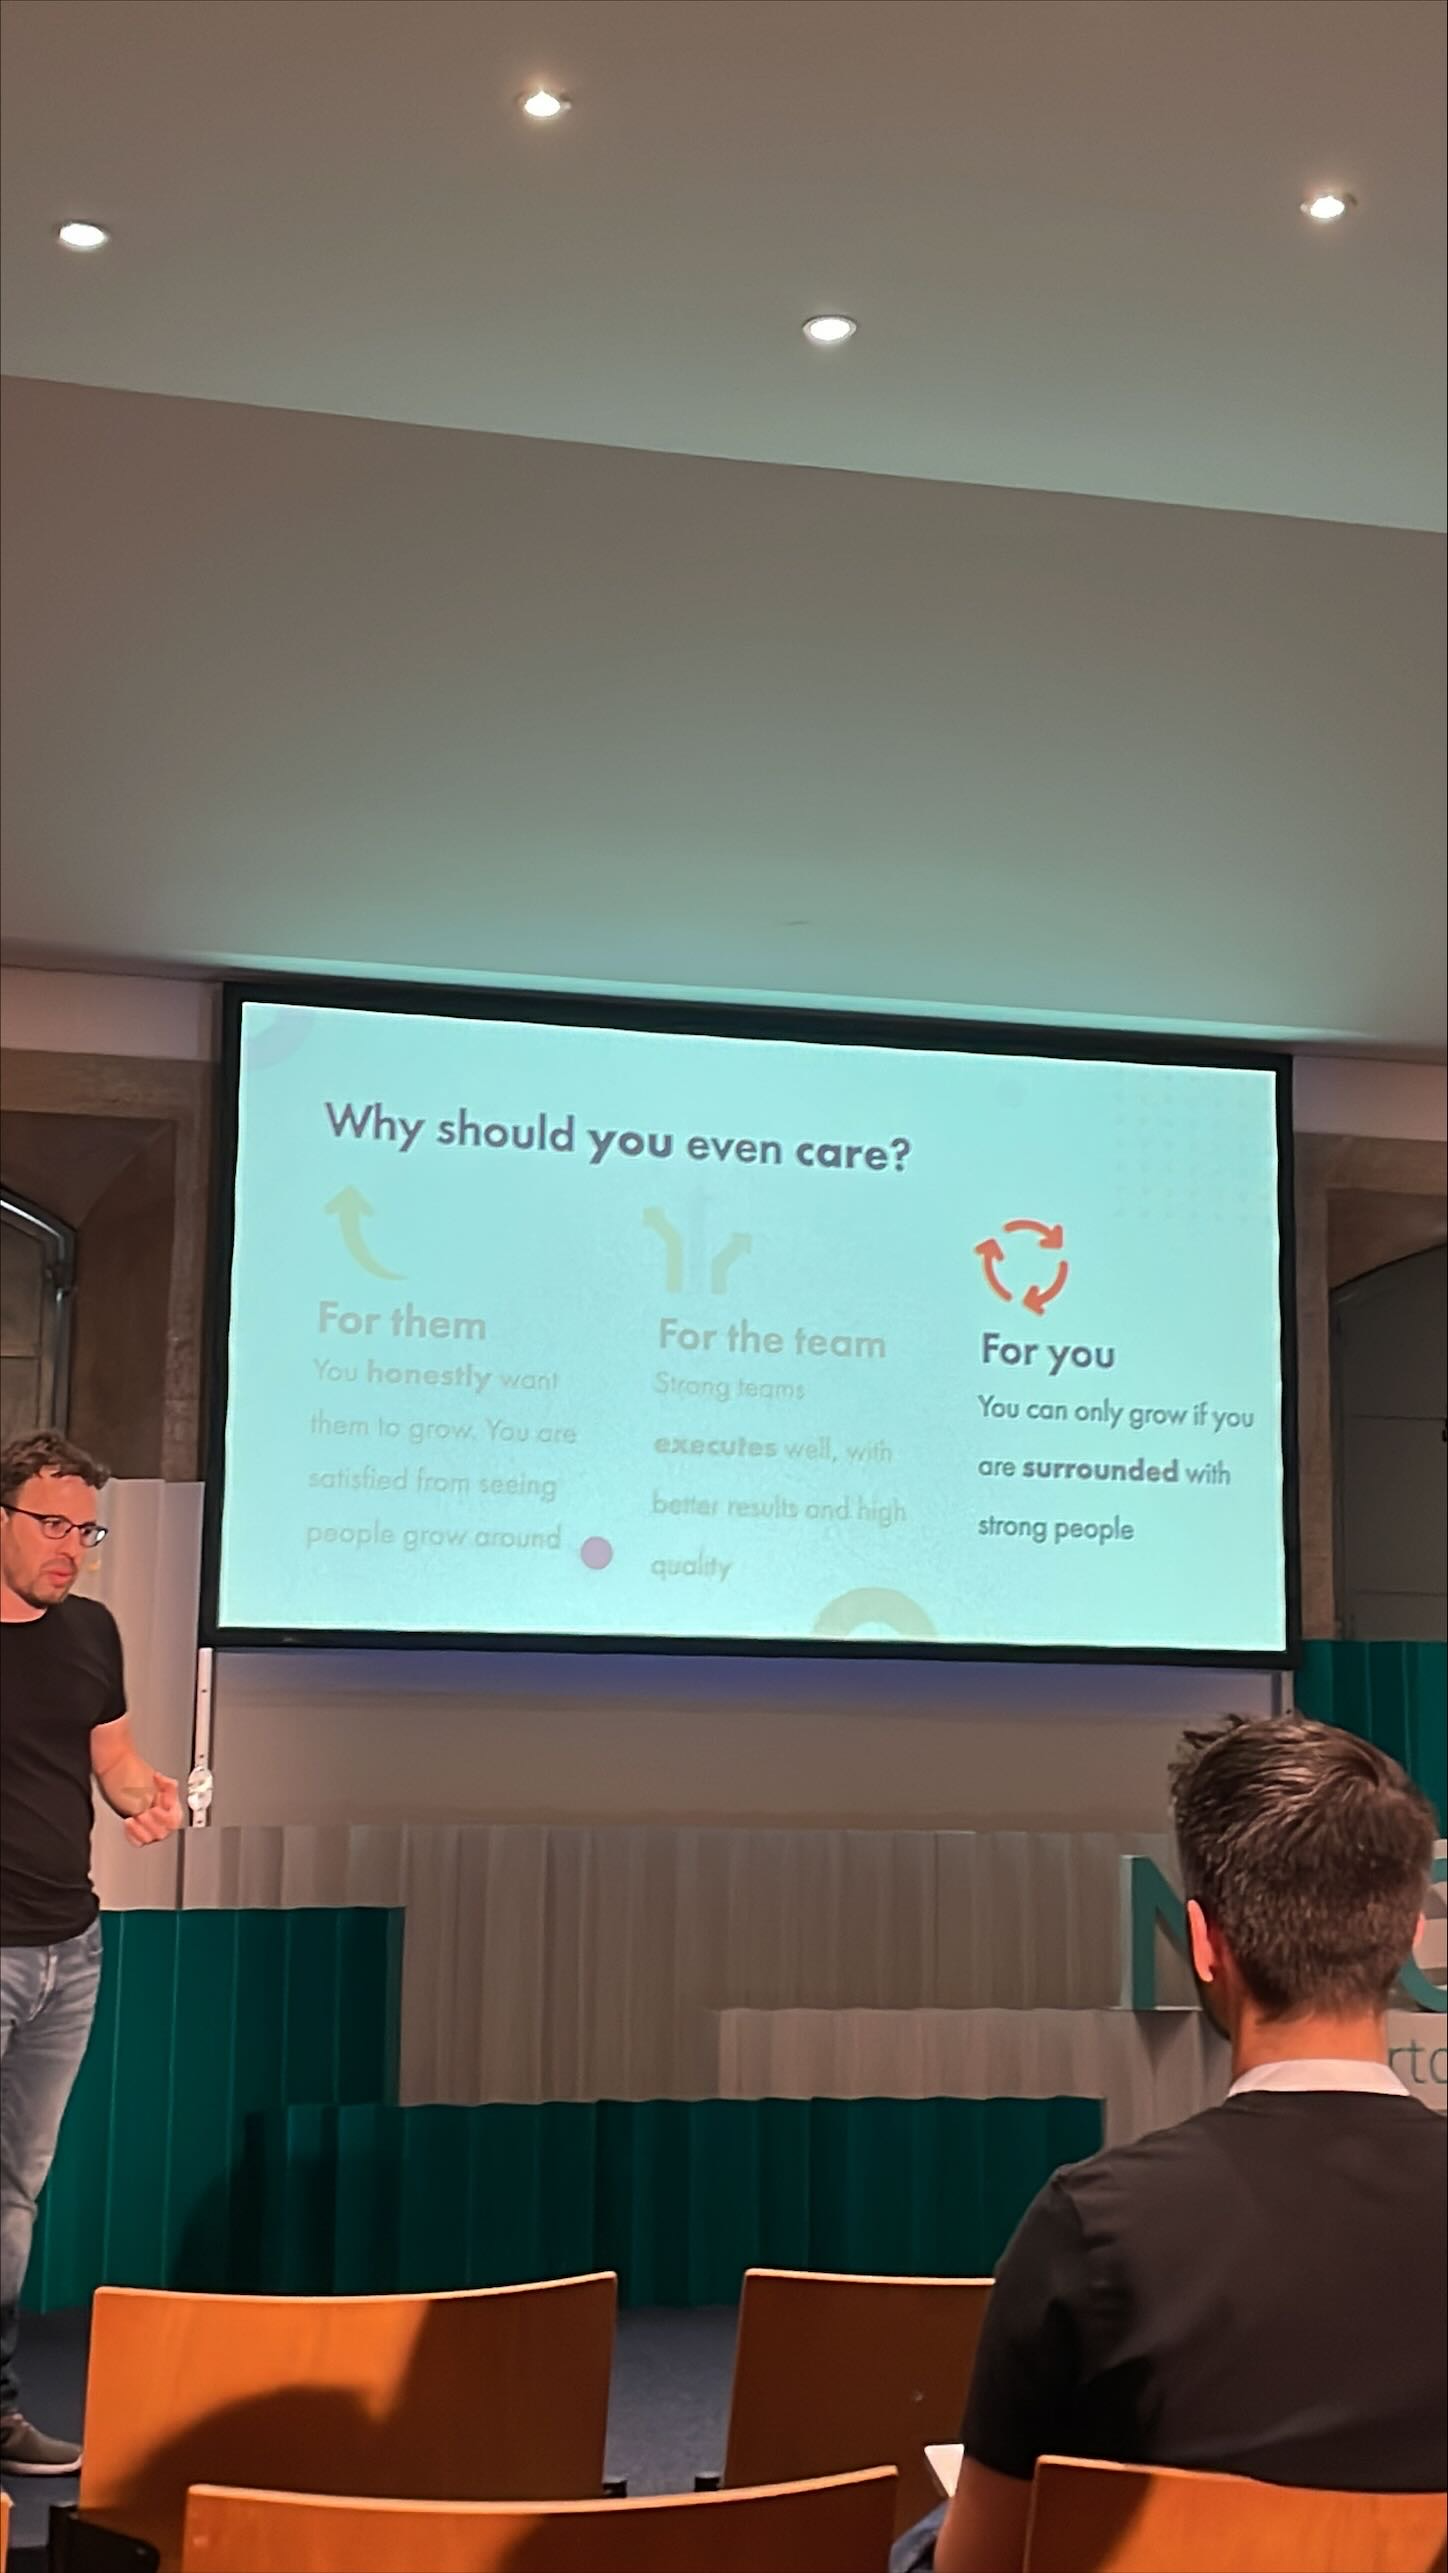 Why should you even care?
For them
You honestly want
them to grow. You are
satisfied from seeing
people grow around
For the team
Strong teams
executes well, with
better results and high
quality
For you
You can only grow if you
are surrounded with
strong people